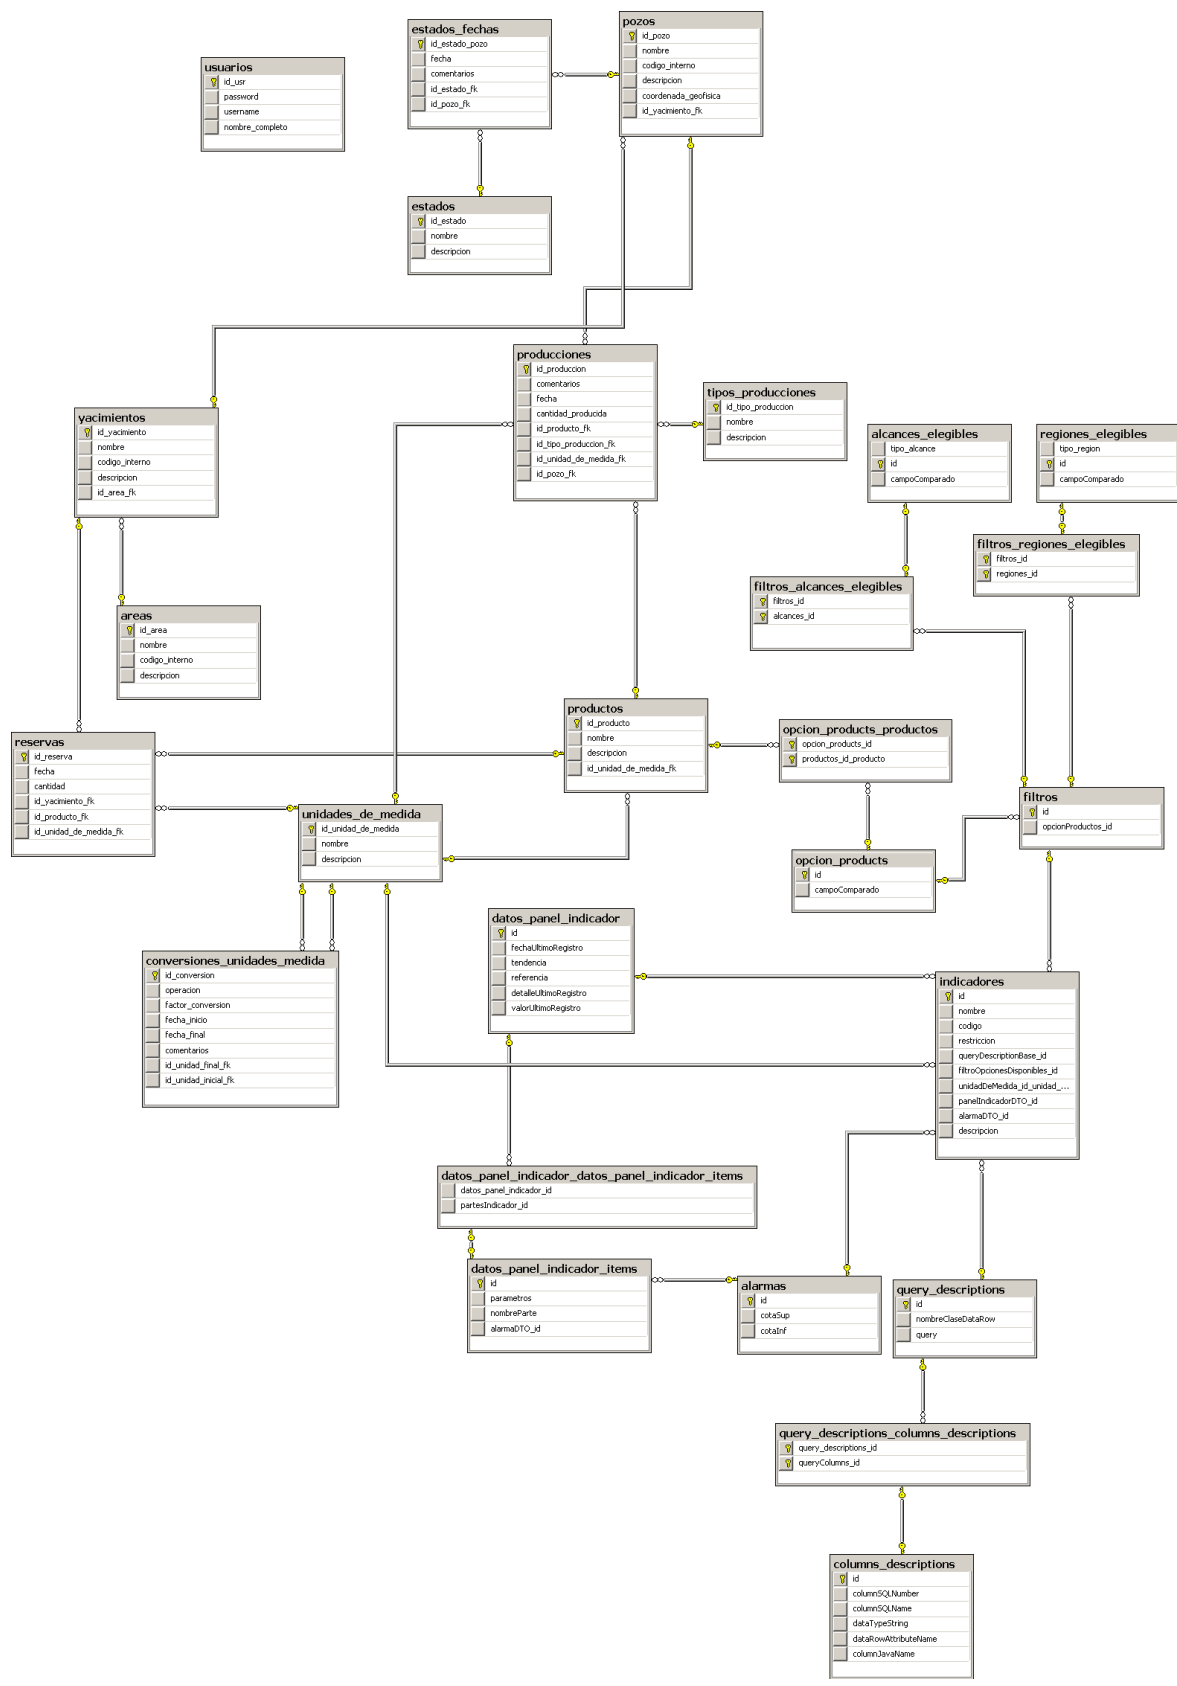 estados_fechas
id_estado_pozo
fecha
comentarios
id_estado_fk
id_pozo_fk
pozos
id_pozo
nombre
codigo_interno
descripcion
coordenada_geofisica
id_yacimiento_fk
usuarios
id_usr
password
username
nombre_completo
estados
id_estado
nombre
descripcion
producciones
id_produccion
comentarios
fecha
cantidad_producida
id_producto_fk
id_tipo_produccion_fk
id_unidad_de_medida_fk
id_pozo_fk
tipos_producciones
id_tipo_produccion
nombre
descripcion
yacimientos
id_yacimiento
nombre
codigo_interno
descripcion
id_area_fk
alcances_elegibles
tipo_alcance
id
campoComparado
regiones_elegibles
tipo_region
id
campoComparado
filtros_regiones_elegibles
filtros_id
regiones_id
filtros_alcances_elegibles
filtros_id
alcances_id
areas
id_area
nombre
codigo_interno
descripcion
productos
id_producto
nombre
descripcion
id_unidad_de_medida_fk
opcion_products_productos
opcion_products_id
productos_id_producto
reservas
id_reserva
fecha
cantidad
id_yacimiento_fk
id_producto_fk
id_unidad_de_medida_fk
unidades_de_medida
id_unidad_de_medida
nombre
descripcion
filtros
id
opcionProductos_id
opcion_products
id
campoComparado
datos_panel_indicador
id
fechaUltimoRegistro
tendencia
referencia
detalleUltimoRegistro
valorUltimoRegistro
conversiones_unidades_medida
id_conversion
operacion
factor_conversion
fecha_inicio
fecha_final
comentarios
id_unidad_final_fk
id_unidad_inicial_fk
indicadores
id
nombre
codigo
restriccion
queryDescriptionBase_id
filtroOpcionesDisponibles_id
unidadDeMedida_id_unidad_...
panelIndicadorDTO_id
alarmaDTO_id
descripcion
datos_panel_indicador_datos_panel_indicador_items
datos_panel_indicador_id
partesIndicador_id
datos_panel_indicador_items
id
parametros
nombreParte
alarmaDTO_id
alarmas
id
cotaSup
cotaInf
query_descriptions
id
nombreClaseDataRow
query
query_descriptions_columns_descriptions
query_descriptions_id
queryColumns_id
columns_descriptions
id
columnSQLNumber
columnSQLName
dataTypeString
dataRowAttributeName
columnJavaName